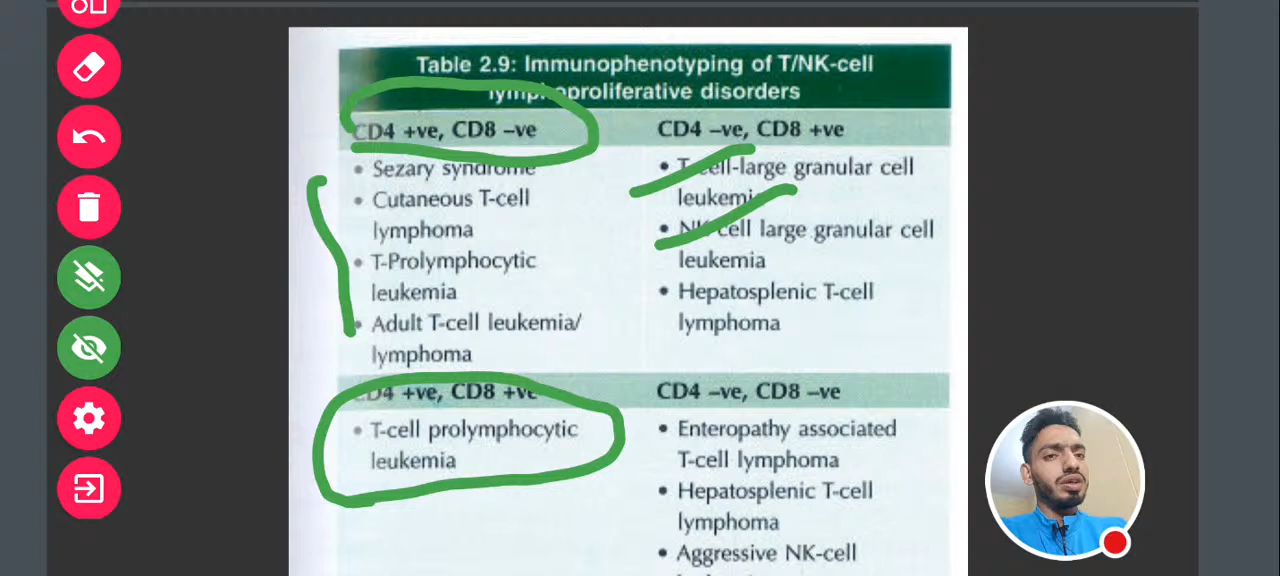 Table 2.9: Immunophenotyping of T/NK-cell
lymphoproliferative disorders
CD4 +ve, CD8 –ve
• Sezary syndrome
• Cutaneous T-cell
lymphoma
• T-Prolymphocytic
leukemia
• Adult T-cell leukemia/
lymphoma
CD4 –ve, CD8 +ve
• T-cell-large granular cell
leukemia
• NK-cell large granular cell
leukemia
• Hepatosplenic T-cell
lymphoma
CD4 +ve, CD8 +ve
• T-cell prolymphocytic
leukemia
CD4 –ve, CD8 –ve
• Enteropathy associated
T-cell lymphoma
• Hepatosplenic T-cell
lymphoma
• Aggressive NK-cell